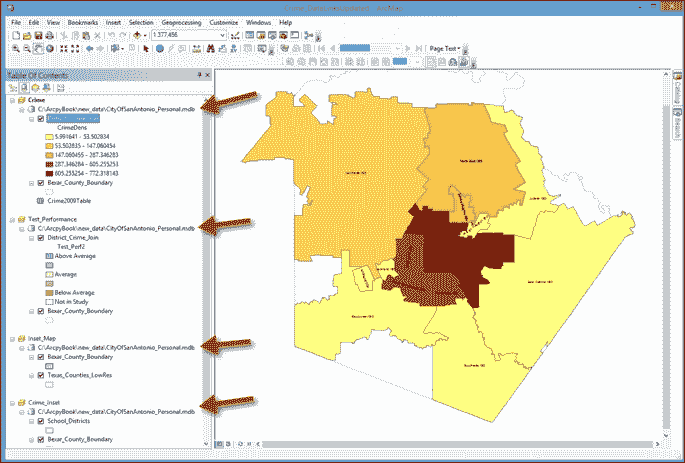 File Edit View Bookmarks Insert Selection Geoprocessing Customize Windows Help
1:377,456
Page Text
Table Of Contents
Crime
C:\ArcpyBook\new_data\CityOfSanAntonio_Personal.mdb
CrimeDens
5.991641 - 53.502834
53.502835 - 147.060454
147.060455 - 287.346283
287.346284 - 605.255253
605.255254 - 772.318143
Bexar_County_Boundary
Crime2009Table
Test_Performance
C:\ArcpyBook\new_data\CityOfSanAntonio_Personal.mdb
District_Crime_Join
Test_Perf2
Above Average
Average
Below Average
Not in Study
Bexar_County_Boundary
Inset_Map
C:\ArcpyBook\new_data\CityOfSanAntonio_Personal.mdb
Bexar_County_Boundary
Texas_Counties_LowRes
Crime_Inset
C:\ArcpyBook\new_data\CityOfSanAntonio_Personal.mdb
School_Districts
Bexar_County_Boundary
Catalog
Search